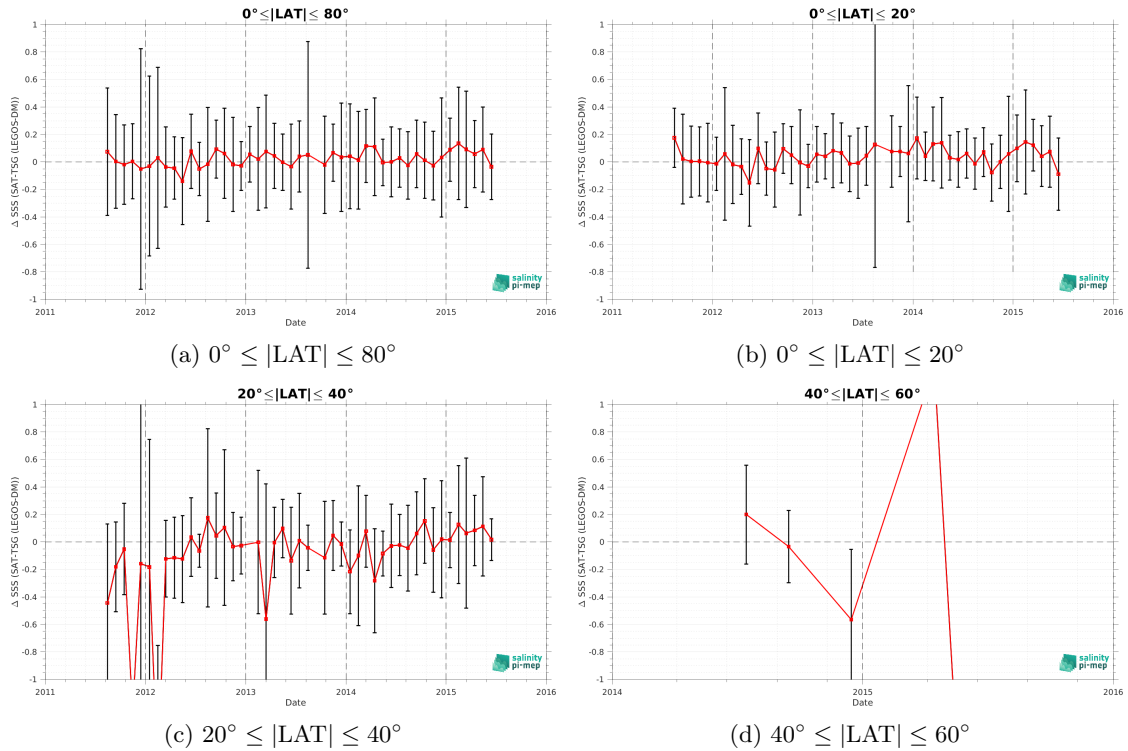 0°≤|LAT|≤ 80°
Δ SSS (SAT-TSG (LEGOS-DM))
1
0.8
0.6
0.4
0.2
0
-0.2
-0.4
-0.6
-0.8
-1
2011
2012
2013
2014
2015
2016
Date
salinity
pi-mep
(a) 0° ≤ |LAT| ≤ 80°
0°≤|LAT|≤ 20°
Δ SSS (SAT-TSG (LEGOS-DM))
1
0.8
0.6
0.4
0.2
0
-0.2
-0.4
-0.6
-0.8
-1
2011
2012
2013
2014
2015
2016
Date
salinity
pi-mep
(b) 0° ≤ |LAT| ≤ 20°
20°≤|LAT|≤ 40°
Δ SSS (SAT-TSG (LEGOS-DM))
1
0.8
0.6
0.4
0.2
0
-0.2
-0.4
-0.6
-0.8
-1
2011
2012
2013
2014
2015
2016
Date
salinity
pi-mep
(c) 20° ≤ |LAT| ≤ 40°
40°≤|LAT|≤ 60°
Δ SSS (SAT-TSG (LEGOS-DM))
1
0.8
0.6
0.4
0.2
0
-0.2
-0.4
-0.6
-0.8
-1
2014
2015
2016
Date
salinity
pi-mep
(d) 40° ≤ |LAT| ≤ 60°